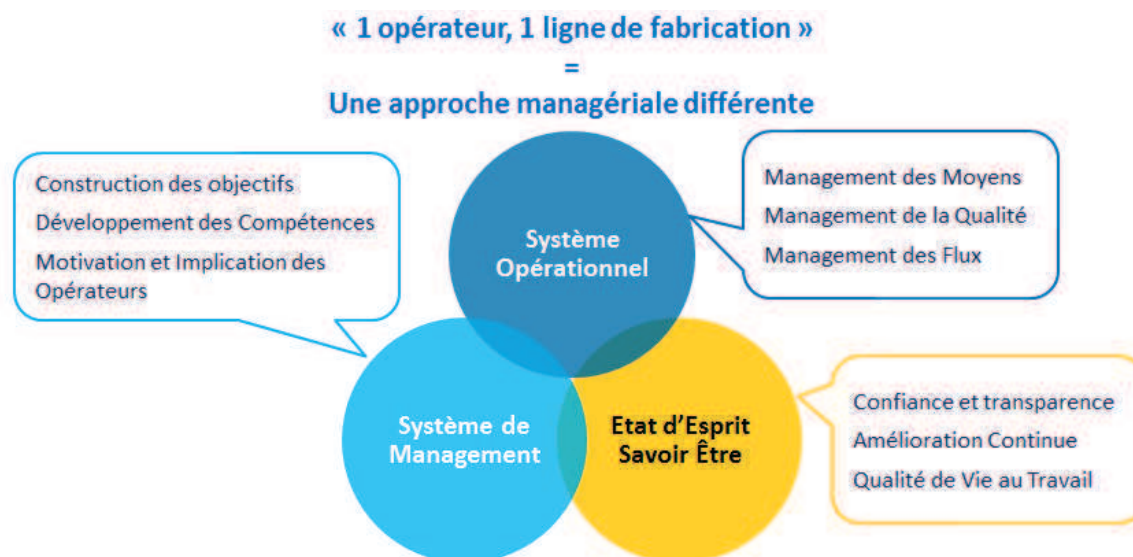 « 1 opérateur, 1 ligne de fabrication »
=
Une approche managériale différente
Construction des objectifs
Développement des Compétences
Motivation et Implication des
Opérateurs
Système
Opérationnel
Management des Moyens
Management de la Qualité
Management des Flux
Système de
Management
Etat d’Esprit
Savoir Être
Confiance et transparence
Amélioration Continue
Qualité de Vie au Travail